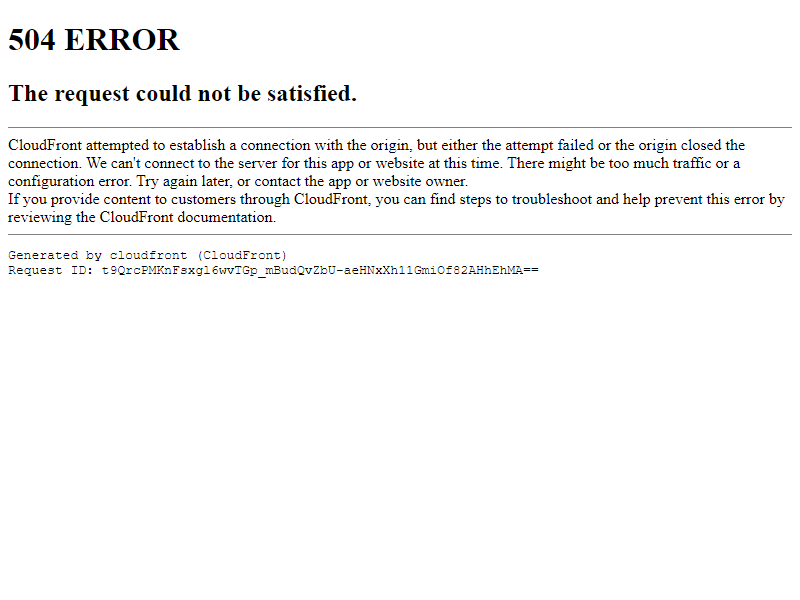 504 ERROR
The request could not be satisfied.
CloudFront attempted to establish a connection with the origin, but either the attempt failed or the origin closed the
connection. We can't connect to the server for this app or website at this time. There might be too much traffic or a
configuration error. Try again later, or contact the app or website owner.
If you provide content to customers through CloudFront, you can find steps to troubleshoot and help prevent this error by
reviewing the CloudFront documentation.
Generated by cloudfront (CloudFront)
Request ID: t9QrcPMKnFsxgl6wvTGp_mBudQvZbU-aeHNxXh11GmiOf82AHhEhMA==